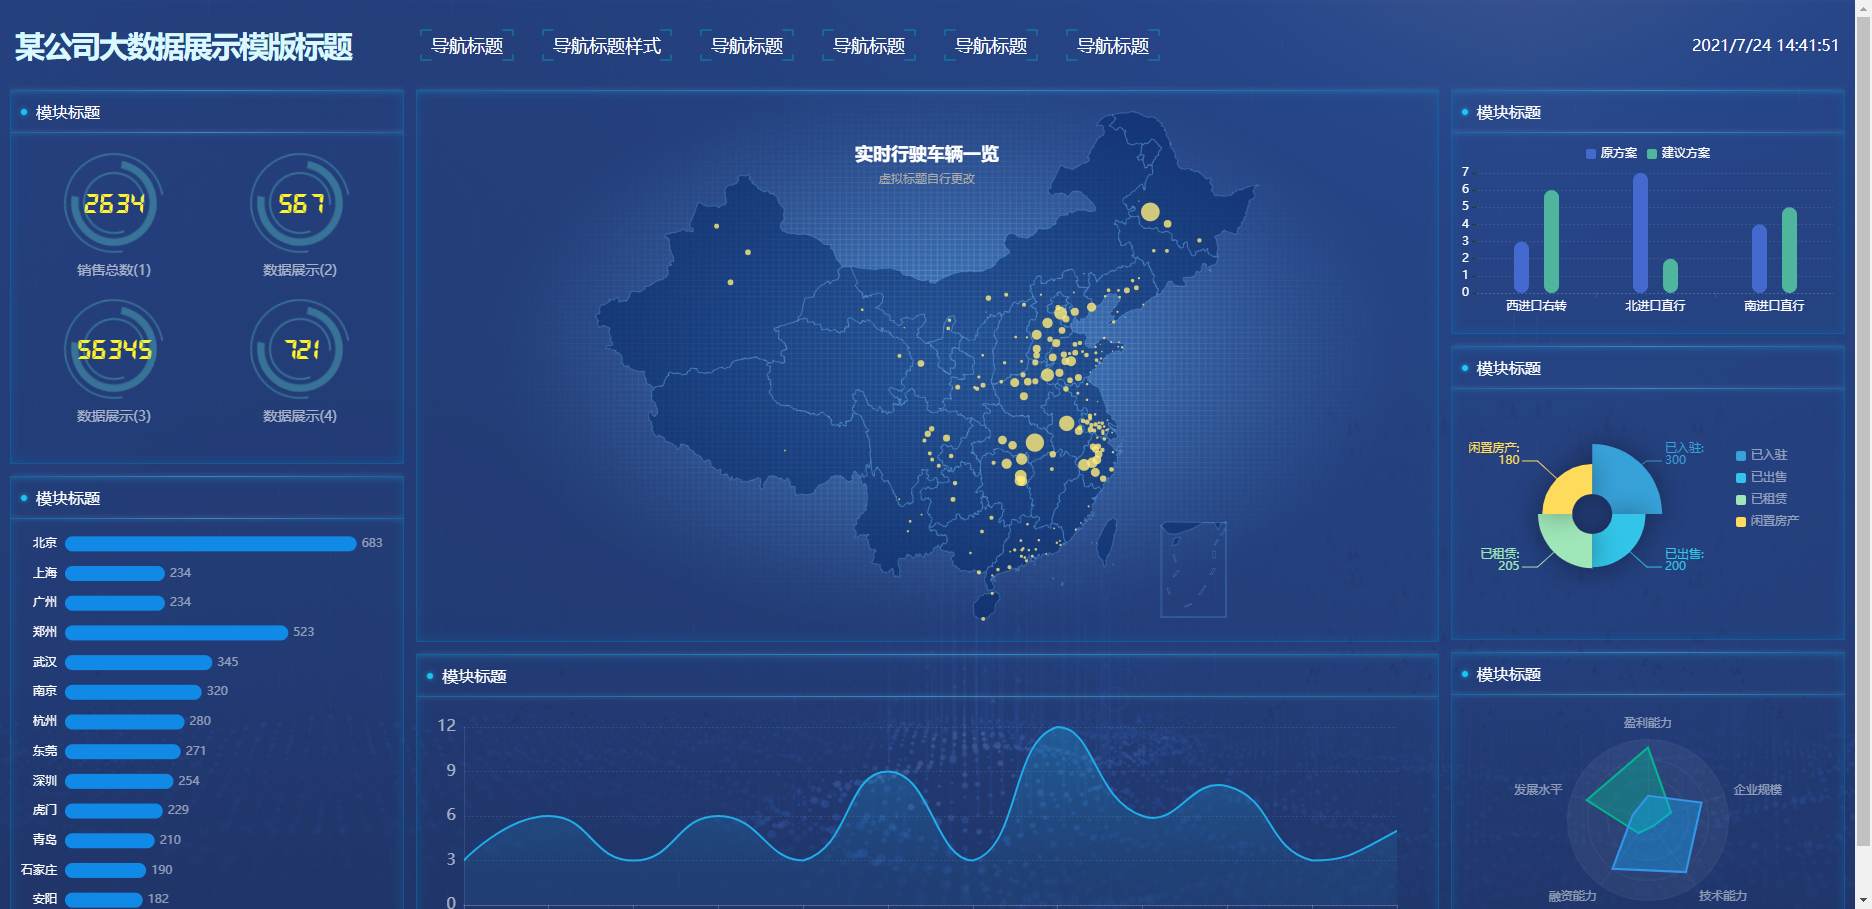 某公司大数据展示模版标题
导航标题
导航标题样式
导航标题
导航标题
导航标题
导航标题
2021/7/24 14:41:51
模块标题
2634
567
销售总数(1)
数据展示(2)
56345
721
数据展示(3)
数据展示(4)
模块标题
北京 683
上海 234
广州 234
郑州 523
武汉 345
南京 320
杭州 280
东莞 271
深圳 254
虎门 229
青岛 210
石家庄 190
安阳 182
实时行驶车辆一览
虚拟标题自行更改
模块标题
12
9
6
3
0
模块标题
原方案 建议方案
7
6
5
4
3
2
1
0
西进口右转 北进口直行 南进口直行
模块标题
闲置房产:
180
已入驻:
300
已租赁:
205
已出售:
200
已入驻
已出售
已租赁
闲置房产
模块标题
盈利能力
发展水平
企业规模
融资能力
技术能力